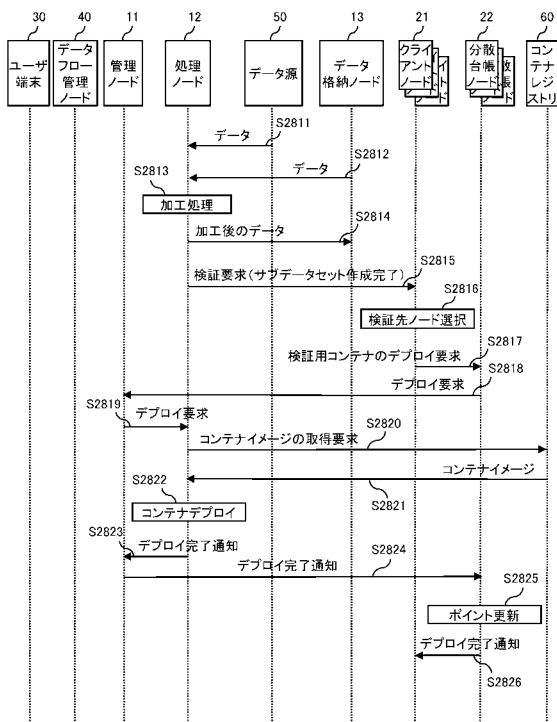 30
40
11
12
50
13
21
22
60
ユーザ
端末
データ
フロー
管理
ノード
管理
ノード
処理
ノード
データ源
データ
格納ノード
クライ
アント
ノード
分散
台帳
ノード
コン
テナ
レジ
ストリ
データ
S2811
データ
S2812
S2813
加工処理
加工後のデータ
S2814
検証要求(サブデータセット作成完了)
S2815
S2816
検証先ノード選択
検証用コンテナのデプロイ要求
S2817
デプロイ要求
S2818
S2819
デプロイ要求
コンテナイメージの取得要求
S2820
コンテナイメージ
S2821
S2822
コンテナデプロイ
S2823
デプロイ完了通知
デプロイ完了通知
S2824
S2825
ポイント更新
デプロイ完了通知
S2826